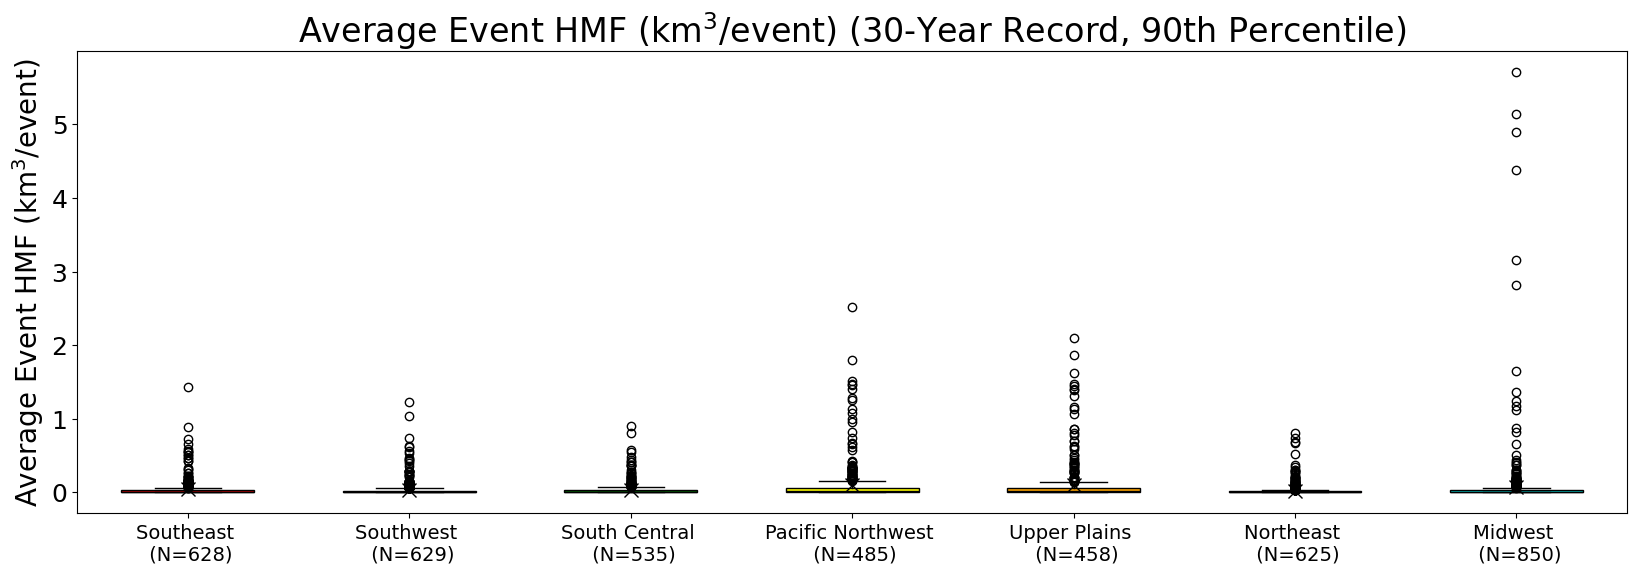 Average Event HMF (km³/event) (30-Year Record, 90th Percentile)
Average Event HMF (km³/event)
5
4
3
2
1
0
Southeast
(N=628)
Southwest
(N=629)
South Central
(N=535)
Pacific Northwest
(N=485)
Upper Plains
(N=458)
Northeast
(N=625)
Midwest
(N=850)